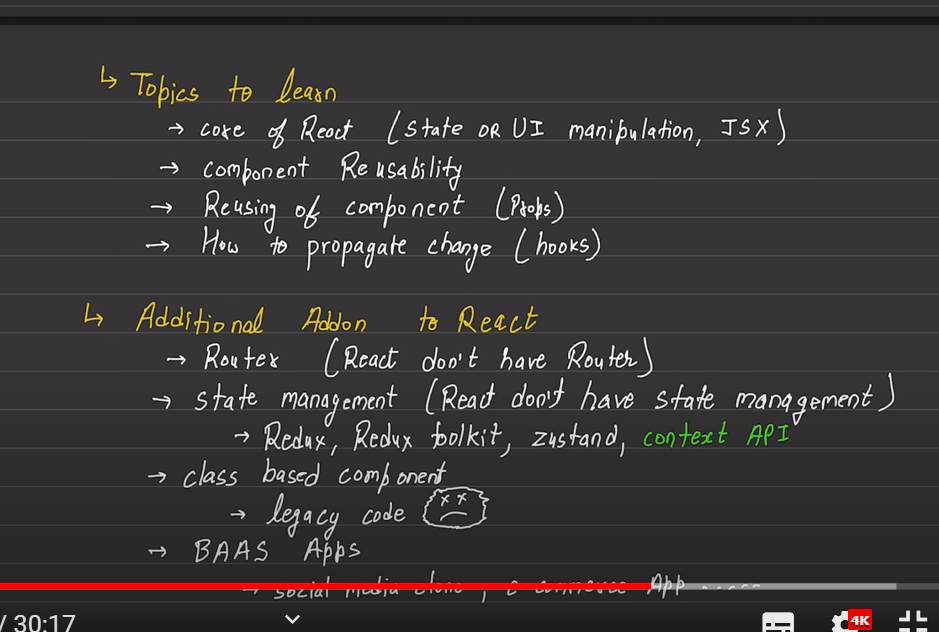 ↳ Topics to learn
→ core of React (state OR UI manipulation, JSX)
→ component Reusability
→ Reusing of component (Props)
→ How to propagate change (hooks)
↳ Additional Addon to React
→ Router (React don't have Router)
→ state management (React don't have state management)
→ Redux, Redux toolkit, zustand, context API
→ class based component
→ legacy code
→ BAAS Apps
→ social media clone, e commerce App
/ 30:17
4K